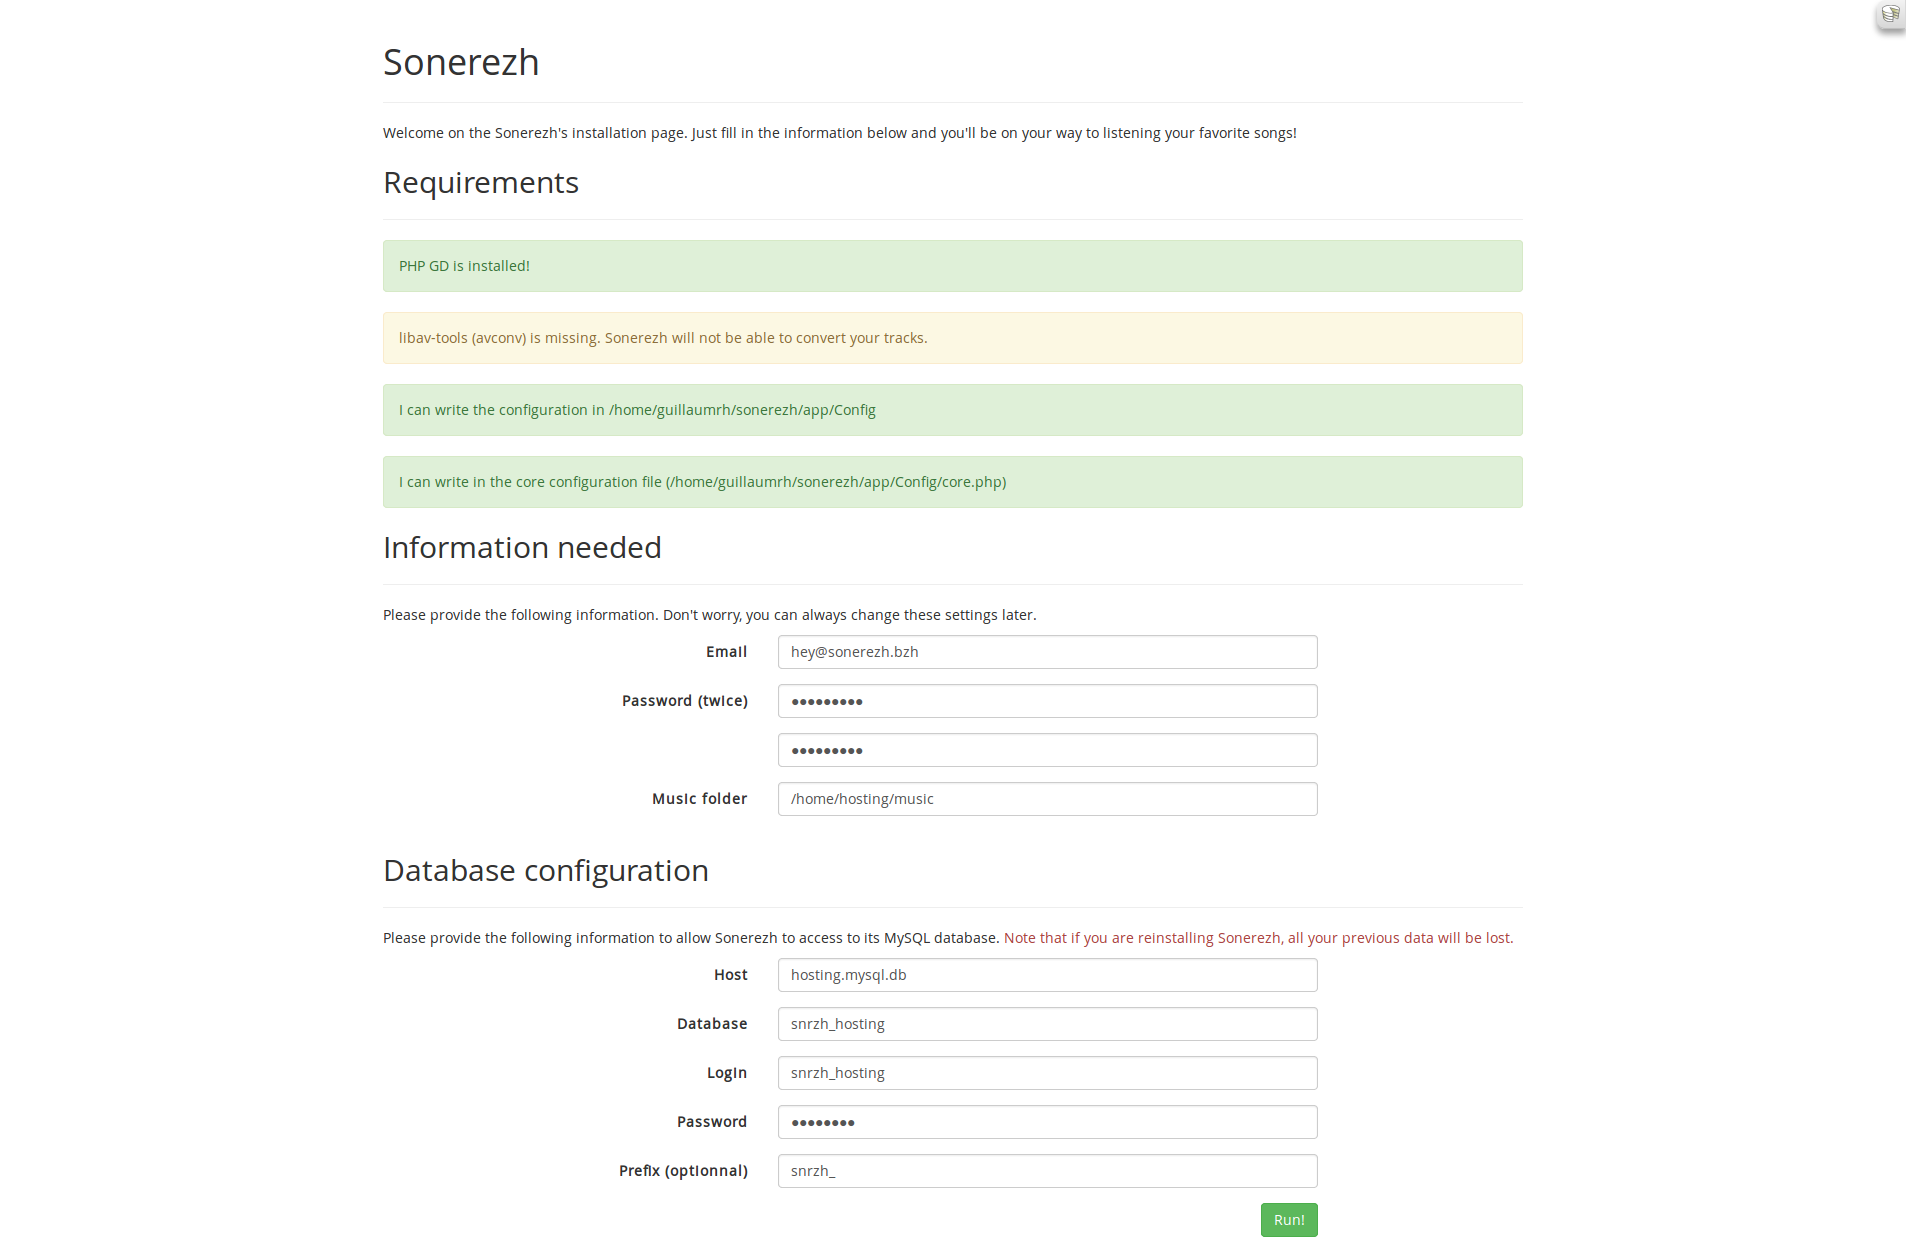 Sonerezh
Welcome on the Sonerezh's installation page. Just fill in the information below and you'll be on your way to listening your favorite songs!
Requirements
PHP GD is installed!
libav-tools (avconv) is missing. Sonerezh will not be able to convert your tracks.
I can write the configuration in /home/guillaumrh/sonerezh/app/Config
I can write in the core configuration file (/home/guillaumrh/sonerezh/app/Config/core.php)
Information needed
Please provide the following information. Don't worry, you can always change these settings later.
Email hey@sonerezh.bzh
Password (twice) •••••••••
•••••••••
Music folder /home/hosting/music
Database configuration
Please provide the following information to allow Sonerezh to access to its MySQL database. Note that if you are reinstalling Sonerezh, all your previous data will be lost.
Host hosting.mysql.db
Database snrzh_hosting
Login snrzh_hosting
Password ••••••••
Prefix (optionnal) snrzh_
Run!